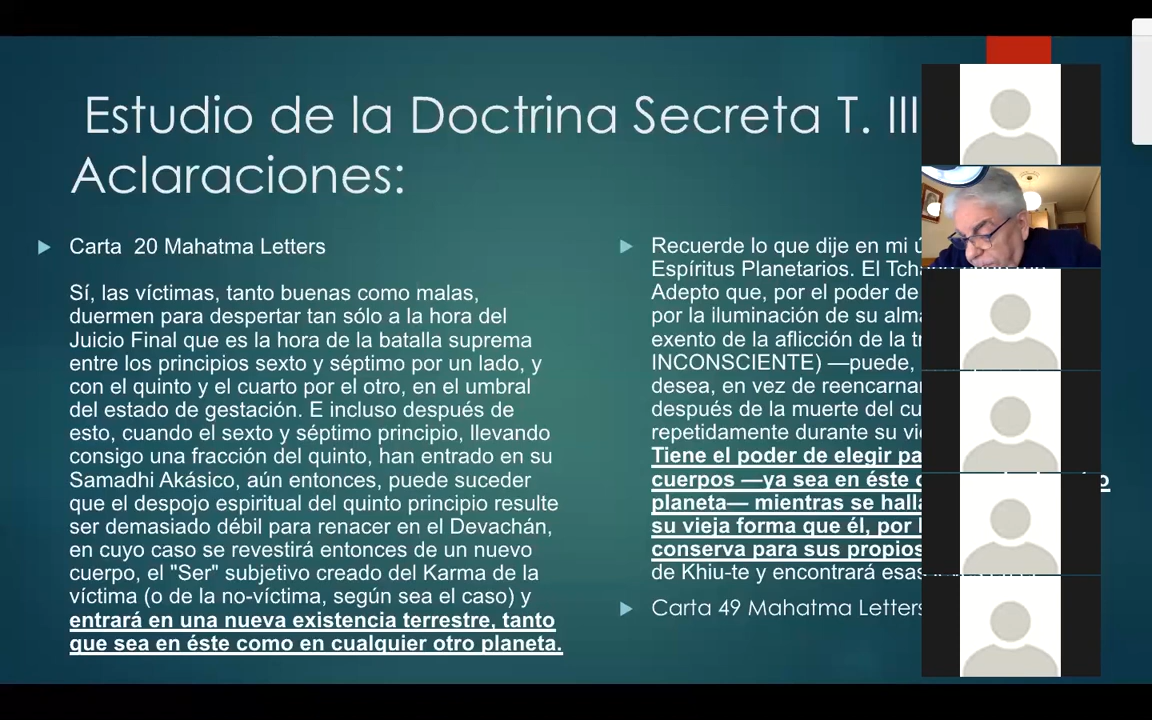 Estudio de la Doctrina Secreta T. III
Aclaraciones:
Carta 20 Mahatma Letters
Sí, las víctimas, tanto buenas como malas,
duermen para despertar tan sólo a la hora del
Juicio Final que es la hora de la batalla suprema
entre los principios sexto y séptimo por un lado, y
con el quinto y el cuarto por el otro, en el umbral
del estado de gestación. E incluso después de
esto, cuando el sexto y séptimo principio, llevando
consigo una fracción del quinto, han entrado en su
Samadhi Akásico, aún entonces, puede suceder
que el despojo espiritual del quinto principio resulte
ser demasiado débil para renacer en el Devachán,
en cuyo caso se revestirá entonces de un nuevo
cuerpo, el "Ser" subjetivo creado del Karma de la
víctima (o de la no-víctima, según sea el caso) y
entrará en una nueva existencia terrestre, tanto
que sea en éste como en cualquier otro planeta.
Recuerde lo que dije en mi
Espíritus Planetarios. El
Adepto que, por el poder de
por la iluminación de su
exento de la aflicción de la
INCONSCIENTE) —puede,
desea, en vez de
después de la muerte del
repetidamente durante su
Tiene el poder de elegir
cuerpos —ya sea en éste
planeta— mientras se
su vieja forma que él, por
conserva para sus propios
de Khiu-te y encontrará
Carta 49 Mahatma Letters